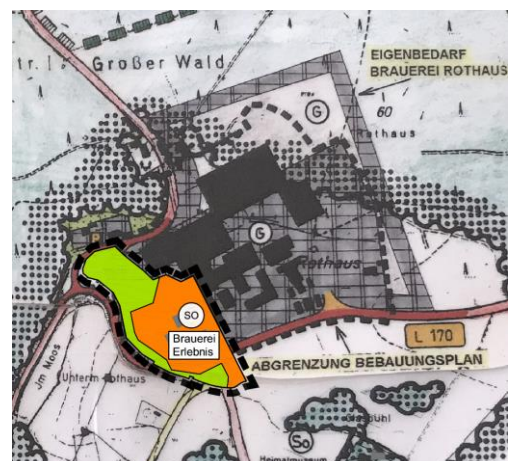 tr. I. Großer Wald
EIGENBEDARF
BRAUEREI ROTHAUS
G
60
Rothaus
G
Rothaus
P
SO
Brauerei
Erlebnis
L 170
ABGRENZUNG BEBAUUNGSPLAN
Jm Moos
Unterm Rothaus
So
Heimatmuseum